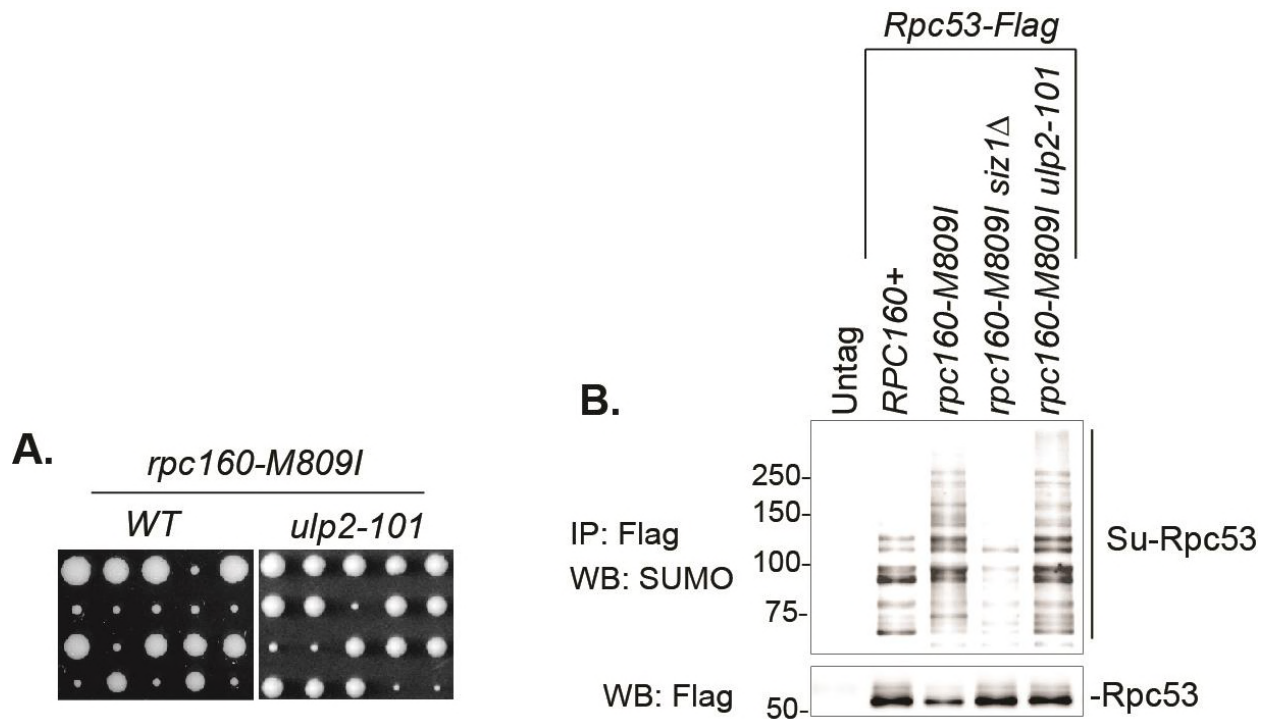 A.
rpc160-M809I
WT
ulp2-101
B.
Rpc53-Flag
Untag
RPC160+
rpc160-M809I
rpc160-M809I siz1Δ
rpc160-M809I ulp2-101
IP: Flag
WB: SUMO
250-
150-
100-
75-
Su-Rpc53
WB: Flag
50-
-Rpc53